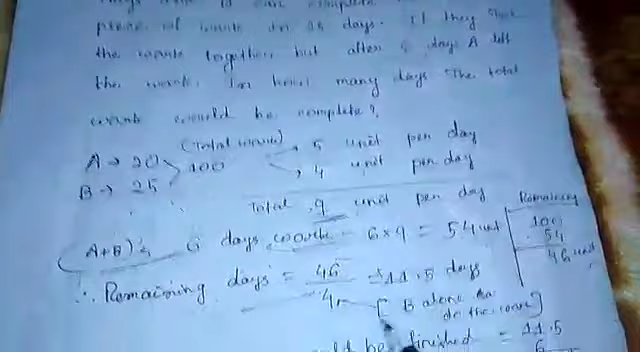 piece of work in 25 days. If they
the work together but after 6 days A left
the work. In how many days the total
work would be complete?
(Total work)
A → 20 100 → 5 unit per day
B → 25 → 4 unit per day
Total 9 unit per day
(A+B)'s 6 days work = 6×9 = 54 unit
Remaining
100
54
46 unit
∴ Remaining days = 46/4 = 11.5 days
[B alone
do the work]
be finished = 11.5
6